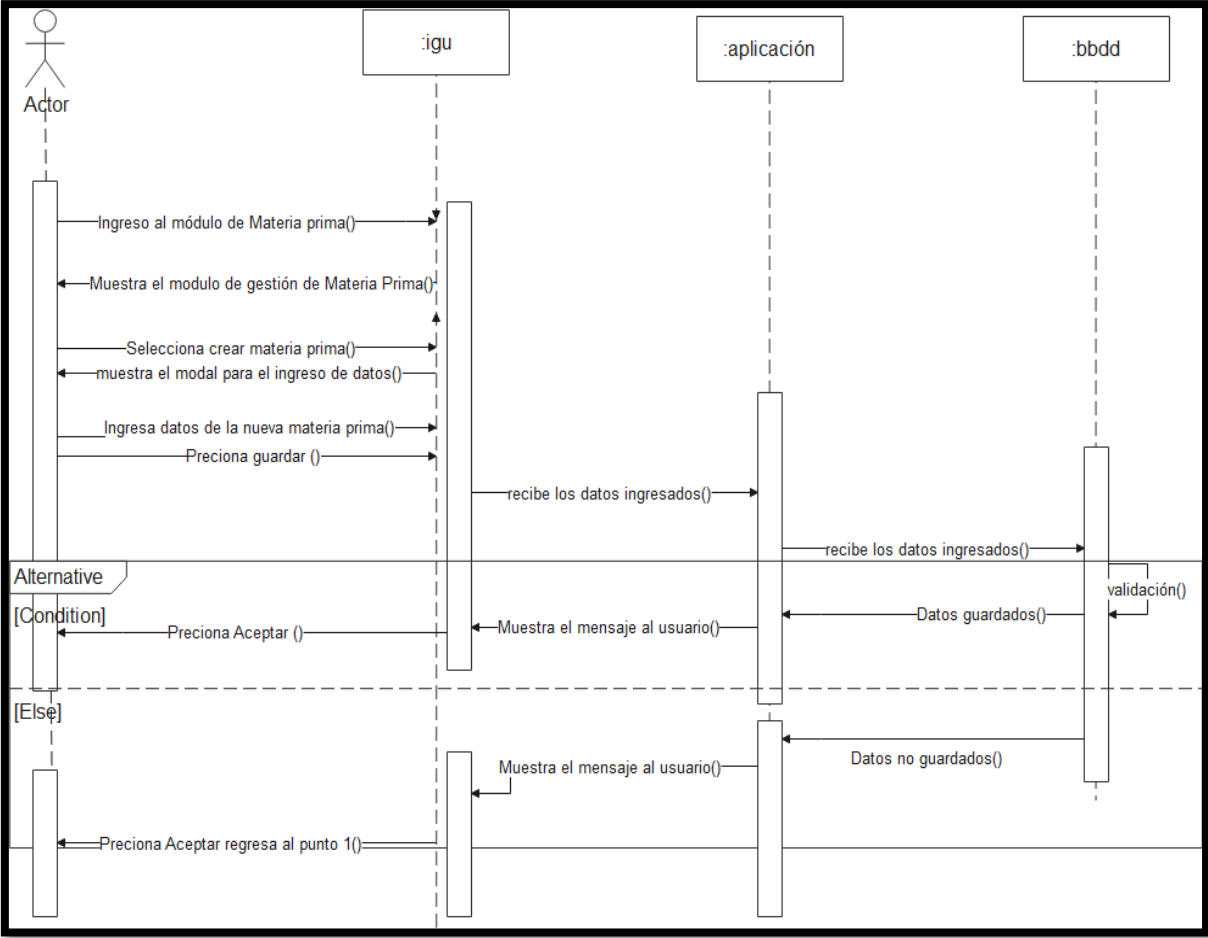 :igu
:aplicación
:bbdd
Actor
Ingreso al módulo de Materia prima()
Muestra el modulo de gestión de Materia Prima()
Selecciona crear materia prima()
muestra el modal para el ingreso de datos()
Ingresa datos de la nueva materia prima()
Preciona guardar ()
recibe los datos ingresados()
recibe los datos ingresados()
Alternative
validación()
[Condition]
Datos guardados()
Muestra el mensaje al usuario()
Preciona Aceptar ()
[Else]
Datos no guardados()
Muestra el mensaje al usuario()
Preciona Aceptar regresa al punto 1()